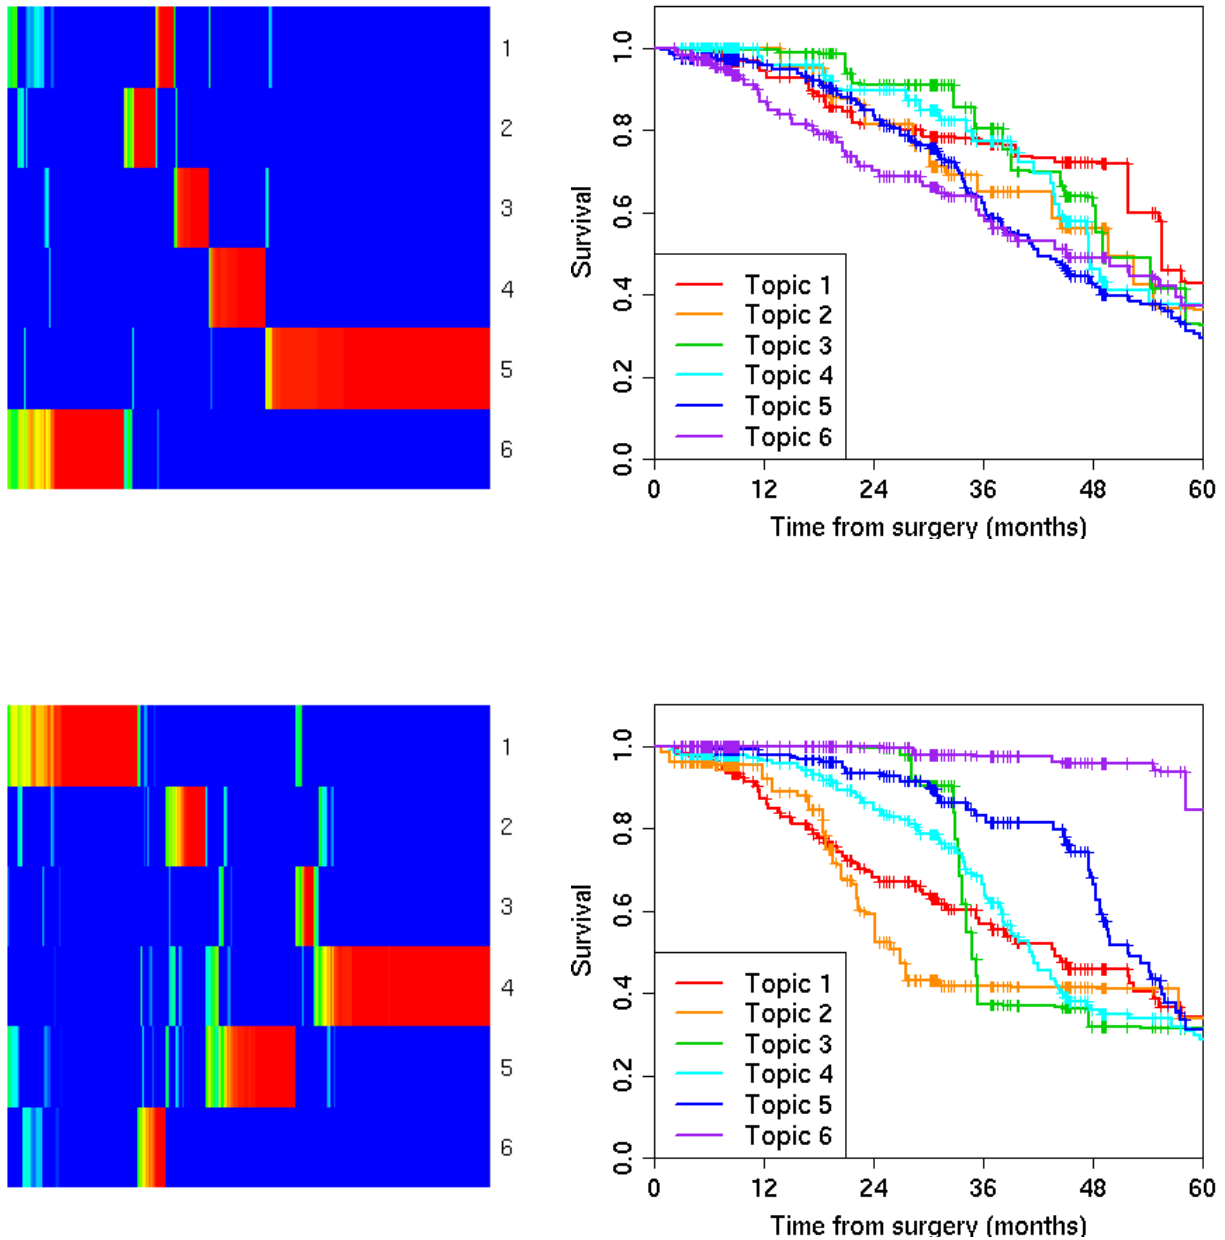 1
2
3
4
5
6
Survival
0.0 0.2 0.4 0.6 0.8 1.0
Topic 1
Topic 2
Topic 3
Topic 4
Topic 5
Topic 6
0 12 24 36 48 60
Time from surgery (months)
1
2
3
4
5
6
Survival
0.0 0.2 0.4 0.6 0.8 1.0
Topic 1
Topic 2
Topic 3
Topic 4
Topic 5
Topic 6
0 12 24 36 48 60
Time from surgery (months)